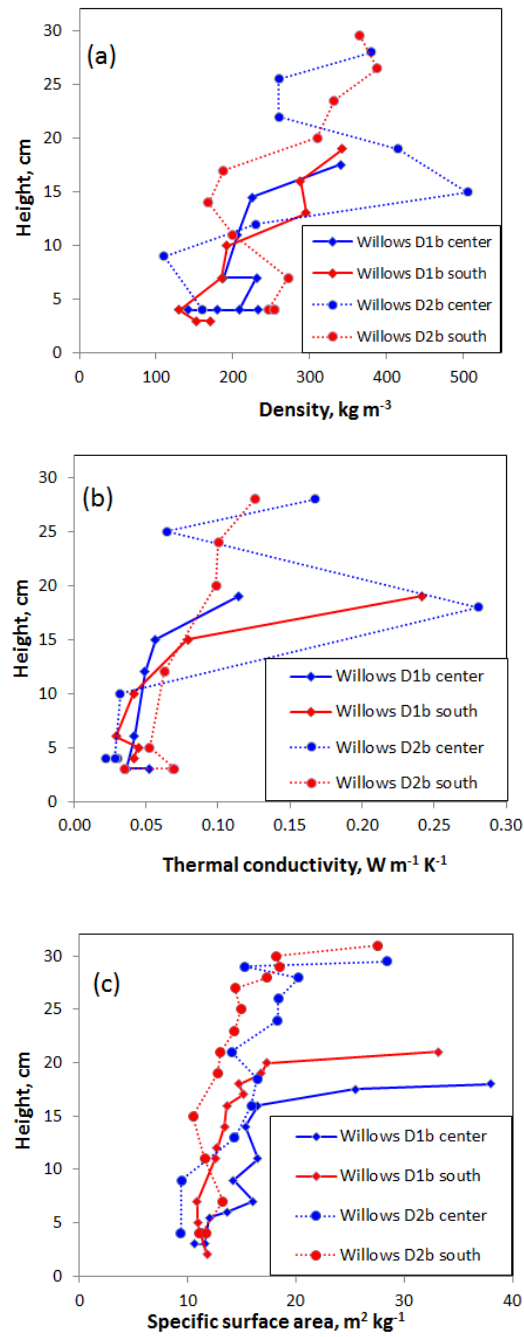 (a)
Height, cm
35
30
25
20
15
10
5
0
0 100 200 300 400 500
Density, kg m-3
Willows D1b center
Willows D1b south
Willows D2b center
Willows D2b south
(b)
Height, cm
30
25
20
15
10
5
0
0.00 0.05 0.10 0.15 0.20 0.25 0.30
Thermal conductivity, W m-1 K-1
Willows D1b center
Willows D1b south
Willows D2b center
Willows D2b south
(c)
Height, cm
35
30
25
20
15
10
5
0
0 10 20 30 40
Specific surface area, m2 kg-1
Willows D1b center
Willows D1b south
Willows D2b center
Willows D2b south